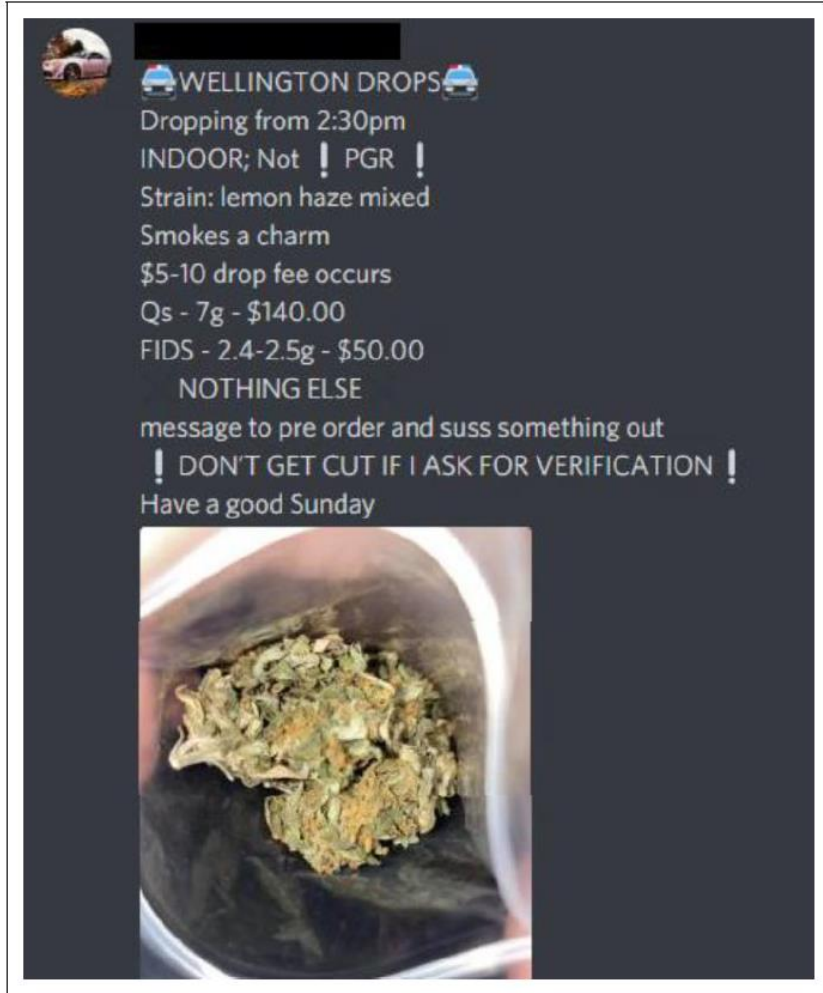 🚔WELLINGTON DROPS🚔
Dropping from 2:30pm
INDOOR; Not ❕ PGR ❕
Strain: lemon haze mixed
Smokes a charm
$5-10 drop fee occurs
Qs - 7g - $140.00
FIDS - 2.4-2.5g - $50.00
NOTHING ELSE
message to pre order and suss something out
❕ DON'T GET CUT IF I ASK FOR VERIFICATION ❕
Have a good Sunday